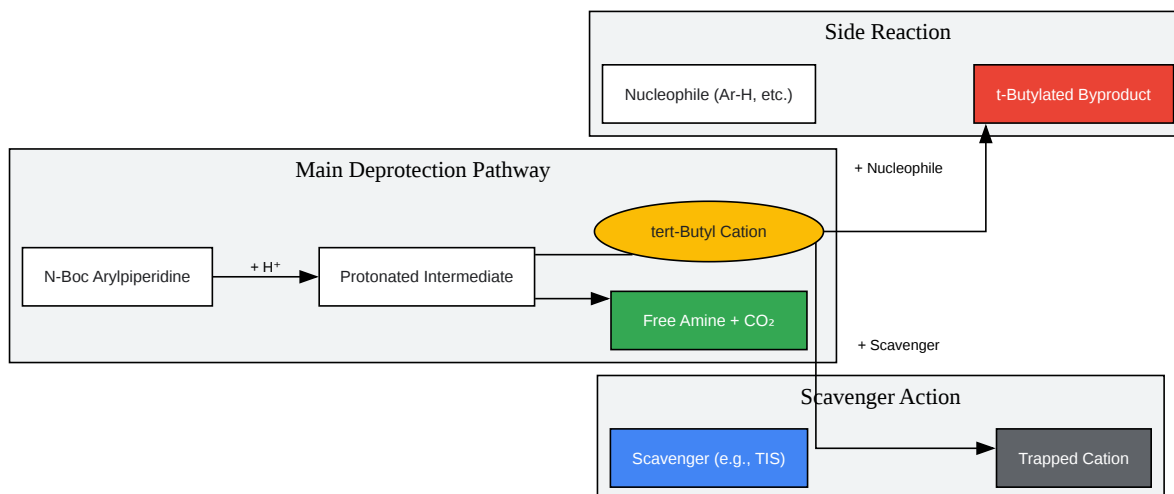 Side Reaction
Nucleophile (Ar-H, etc.)
t-Butylated Byproduct
Main Deprotection Pathway
+ Nucleophile
tert-Butyl Cation
N-Boc Arylpiperidine
+ H⁺
Protonated Intermediate
Free Amine + CO₂
+ Scavenger
Scavenger Action
Scavenger (e.g., TIS)
Trapped Cation